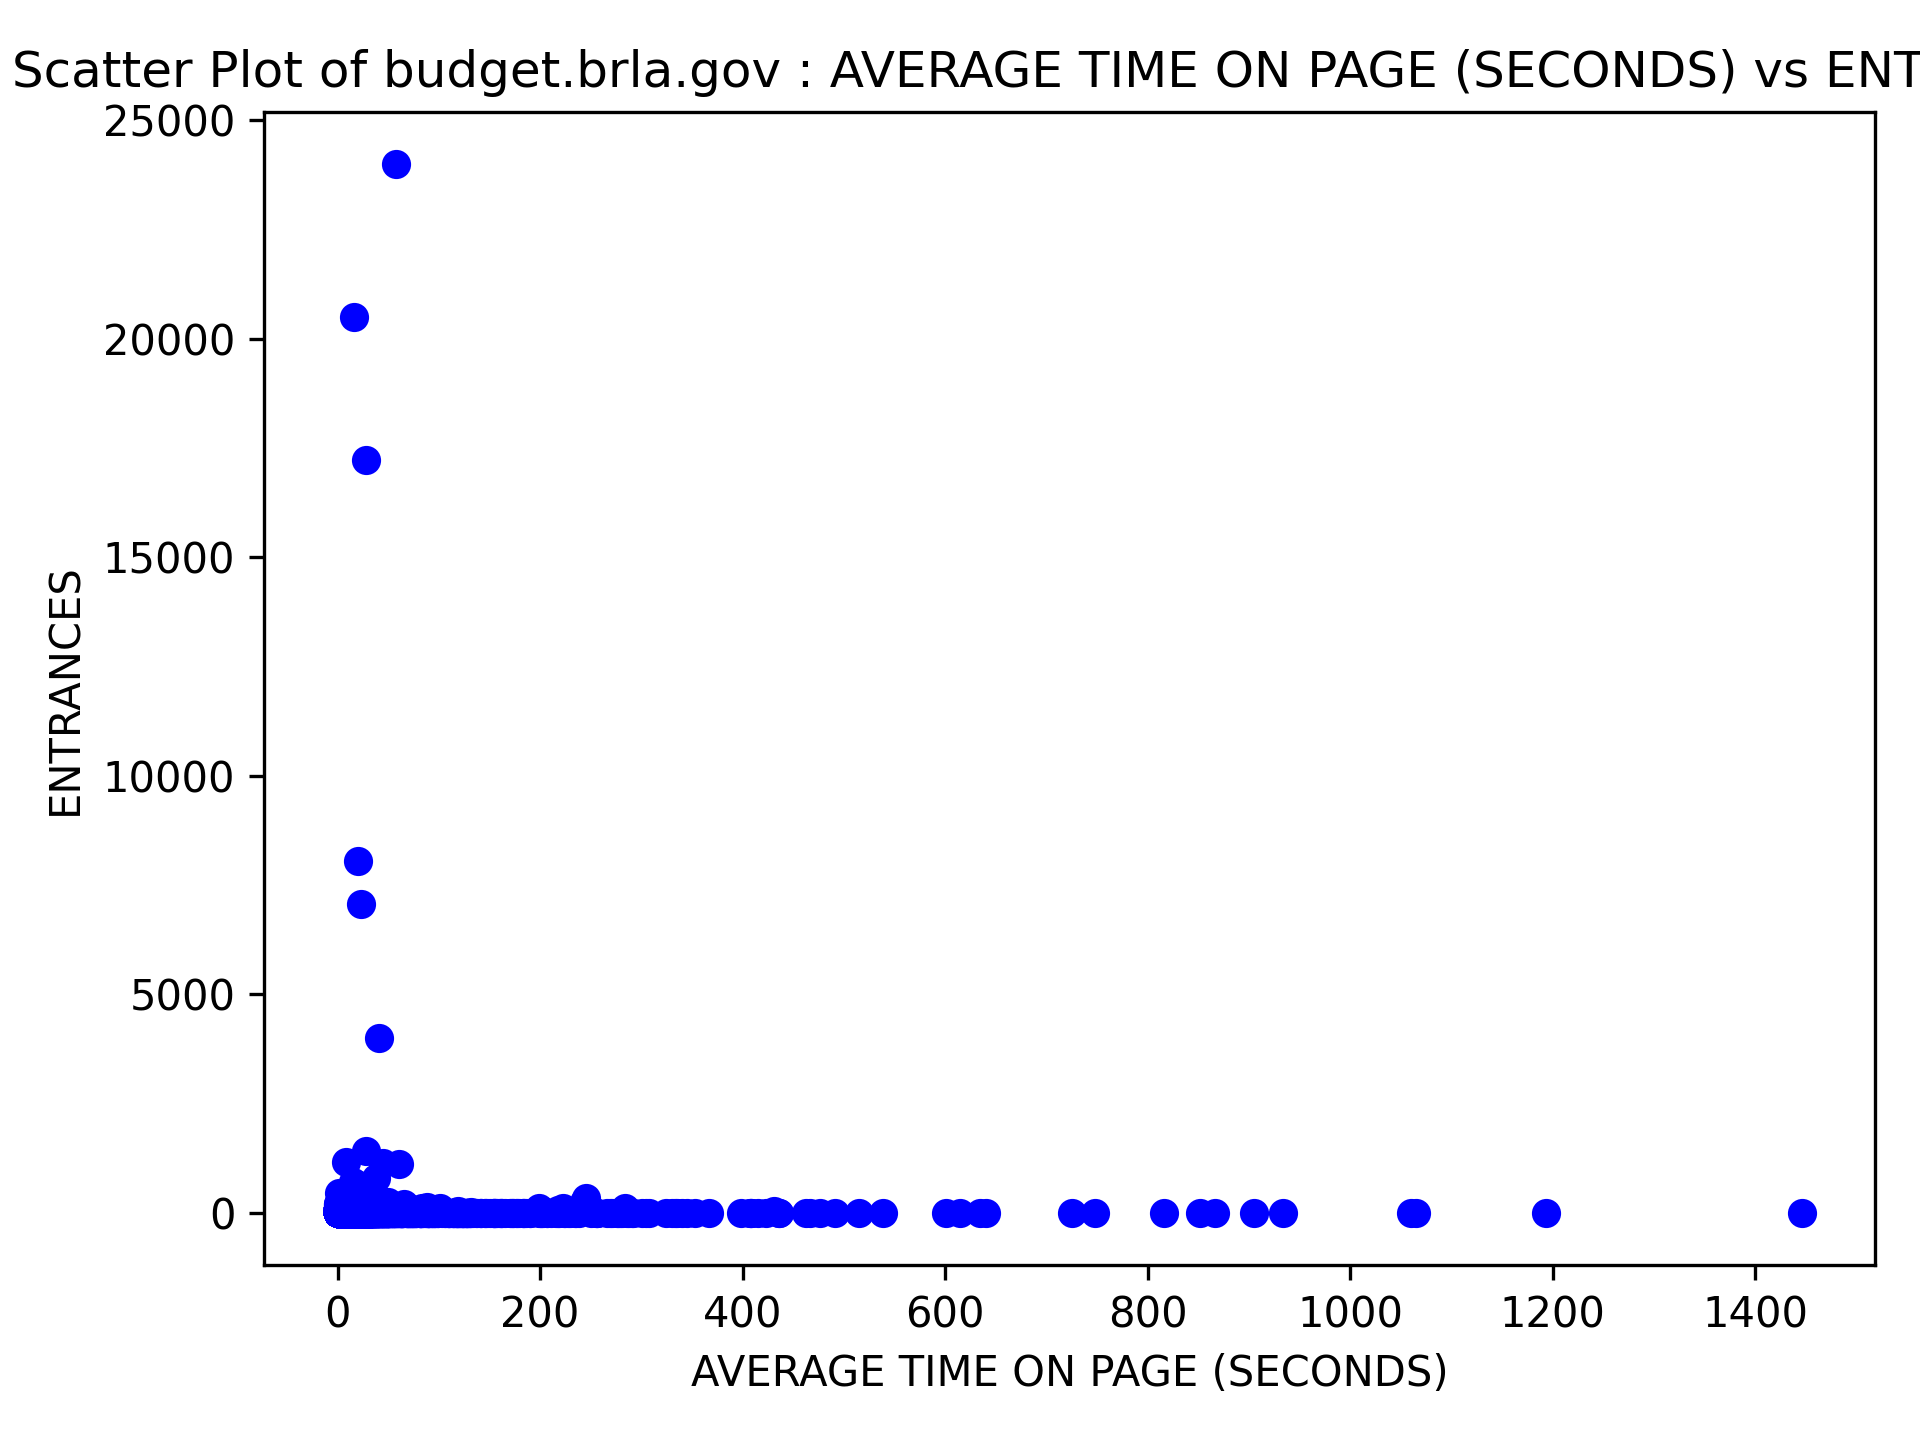 Scatter Plot of budget.brla.gov : AVERAGE TIME ON PAGE (SECONDS) vs ENT
25000
20000
15000
10000
5000
0
ENTRANCES
0 200 400 600 800 1000 1200 1400
AVERAGE TIME ON PAGE (SECONDS)